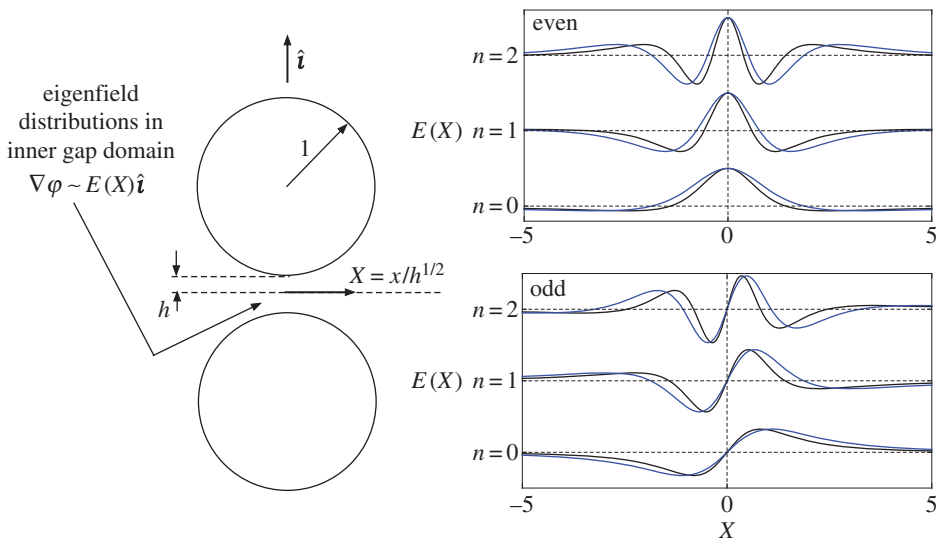 eigenfield
distributions in
inner gap domain
∇φ ~ E(X)î
î
1
h
X = x/h^{1/2}
even
n = 2
E(X) n = 1
n = 0
−5 0 5
odd
n = 2
E(X) n = 1
n = 0
−5 0 5
X